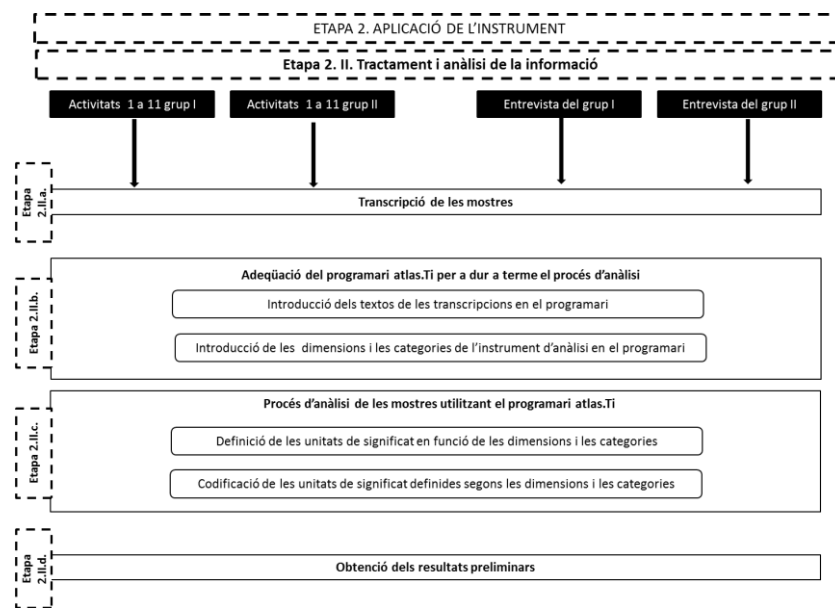 ETAPA 2. APLICACIÓ DE L'INSTRUMENT
Etapa 2. II. Tractament i anàlisi de la informació
Activitats 1 a 11 grup I
Activitats 1 a 11 grup II
Entrevista del grup I
Entrevista del grup II
Etapa
2.II.a.
Transcripció de les mostres
Etapa 2.II.b.
Adeqüació del programari atlas.Ti per a dur a terme el procés d'anàlisi
Introducció dels textos de les transcripcions en el programari
Introducció de les dimensions i les categories de l'instrument d'anàlisi en el programari
Etapa 2.II.c.
Procés d'anàlisi de les mostres utilitzant el programari atlas.Ti
Definició de les unitats de significat en funció de les dimensions i les categories
Codificació de les unitats de significat definides segons les dimensions i les categories
Etapa
2.II.d.
Obtenció dels resultats preliminars